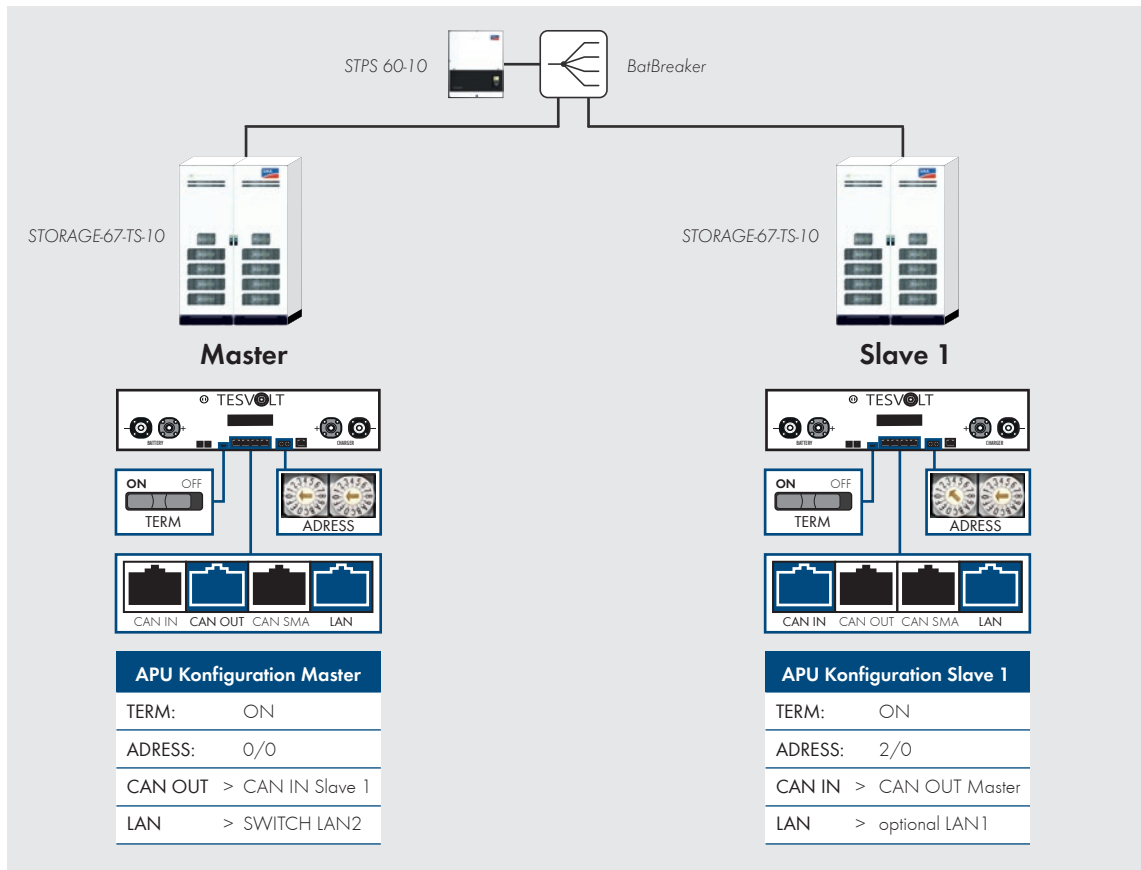 STPS 60-10
BatBreaker
STORAGE-67-TS-10
STORAGE-67-TS-10
Master
Slave 1
TESVOLT
- + + -
BATTERY CHARGER
ON OFF
TERM
ADRESS
CAN IN CAN OUT CAN SMA LAN
APU Konfiguration Master
TERM: ON
ADRESS: 0/0
CAN OUT > CAN IN Slave 1
LAN > SWITCH LAN2
TESVOLT
- + + -
BATTERY CHARGER
ON OFF
TERM
ADRESS
CAN IN CAN OUT CAN SMA LAN
APU Konfiguration Slave 1
TERM: ON
ADRESS: 2/0
CAN IN > CAN OUT Master
LAN > optional LAN1